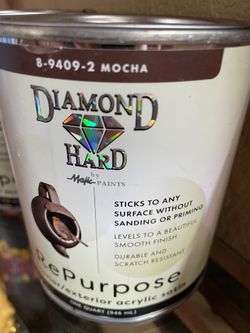 8-9409-2 MOCHA
DIAMOND
HARD
by
Majic PAINTS
STICKS TO ANY
SURFACE WITHOUT
SANDING OR PRIMING
LEVELS TO A BEAUTIFUL
SMOOTH FINISH
DURABLE AND
SCRATCH RESISTANT
RePurpose
/exterior acrylic satin
ONE QUART (946 mL)